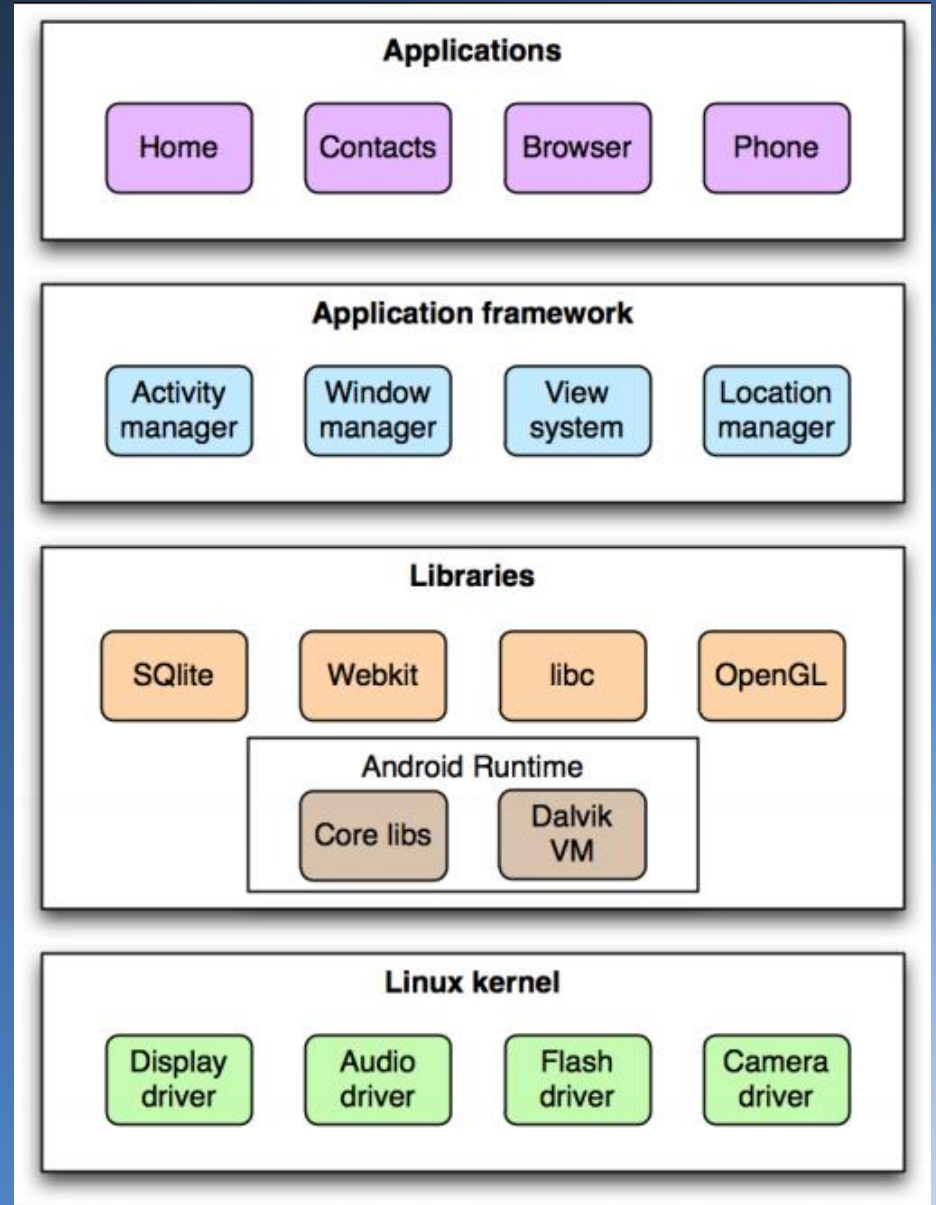 Applications
Home Contacts Browser Phone
Application framework
Activity manager
Window manager
View system
Location manager
Libraries
SQlite Webkit libc OpenGL
Android Runtime
Core libs
Dalvik VM
Linux kernel
Display driver
Audio driver
Flash driver
Camera driver